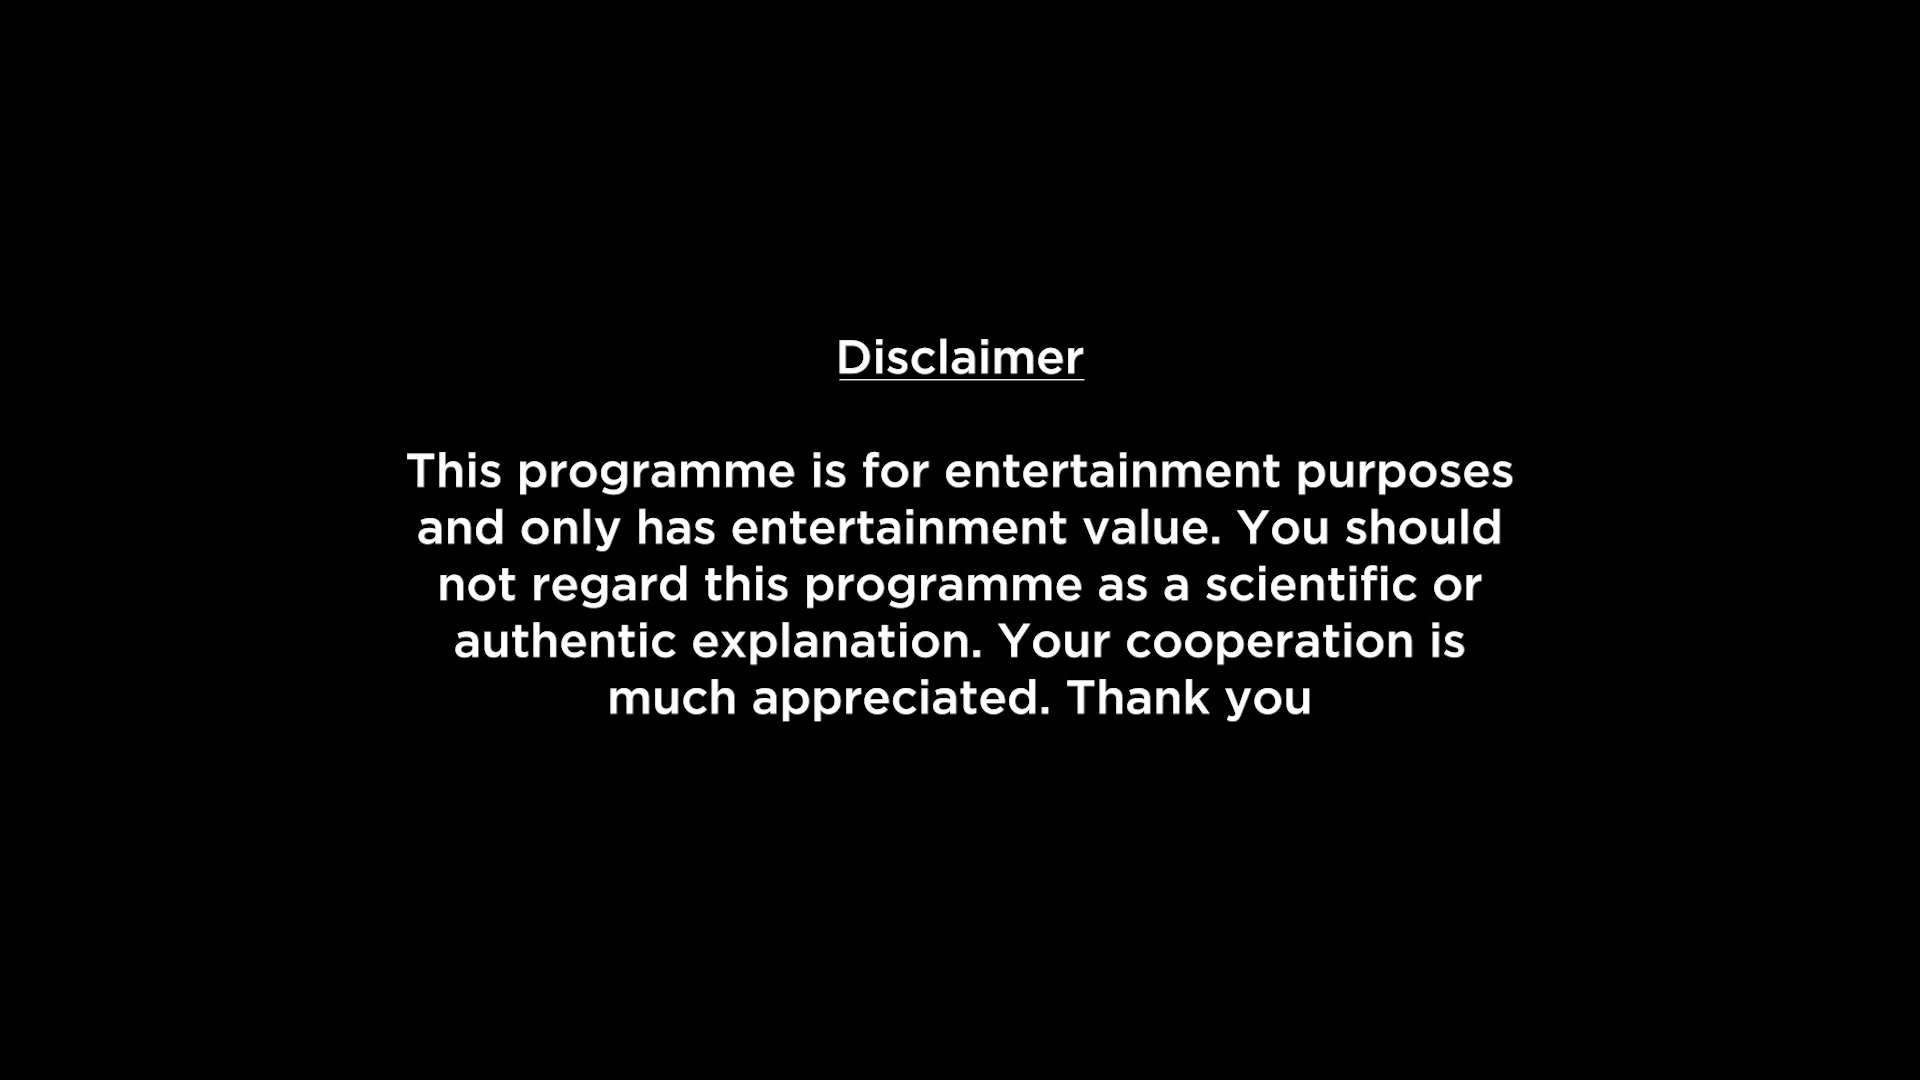 Disclaimer
This programme is for entertainment purposes
and only has entertainment value. You should
not regard this programme as a scientific or
authentic explanation. Your cooperation is
much appreciated. Thank you